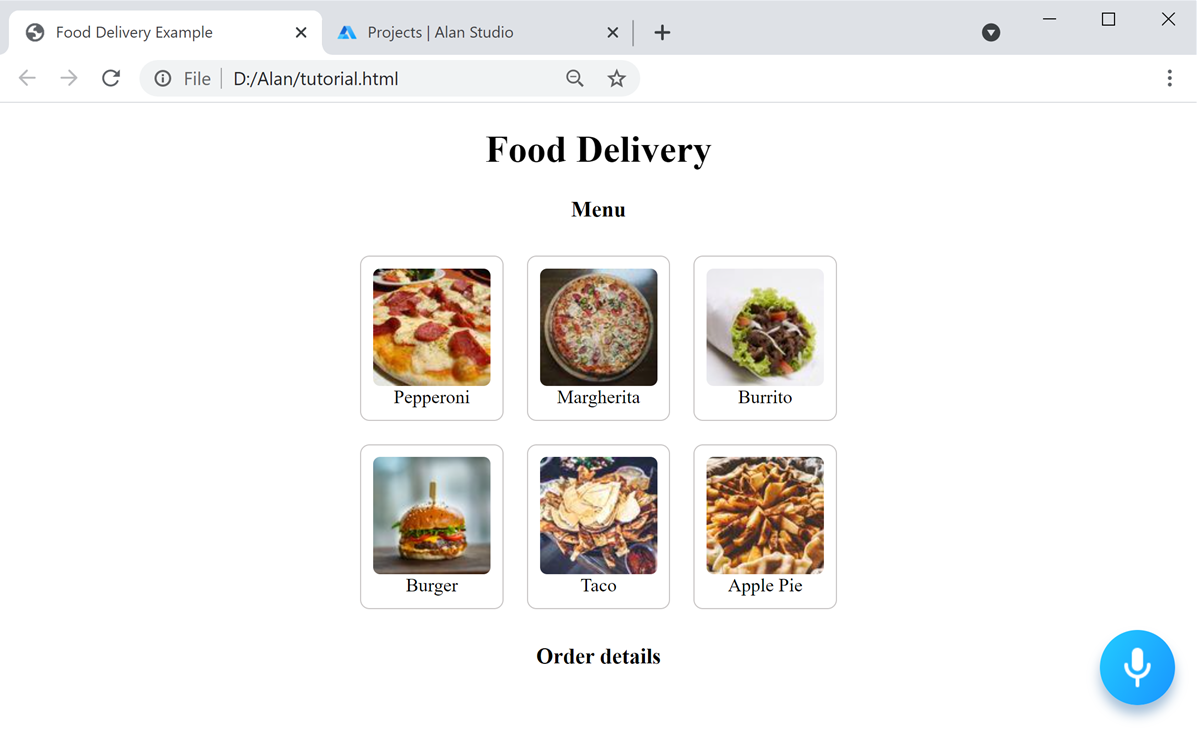 Food Delivery Example
Projects | Alan Studio
File D:/Alan/tutorial.html
Food Delivery
Menu
Pepperoni Margherita Burrito
Burger Taco Apple Pie
Order details